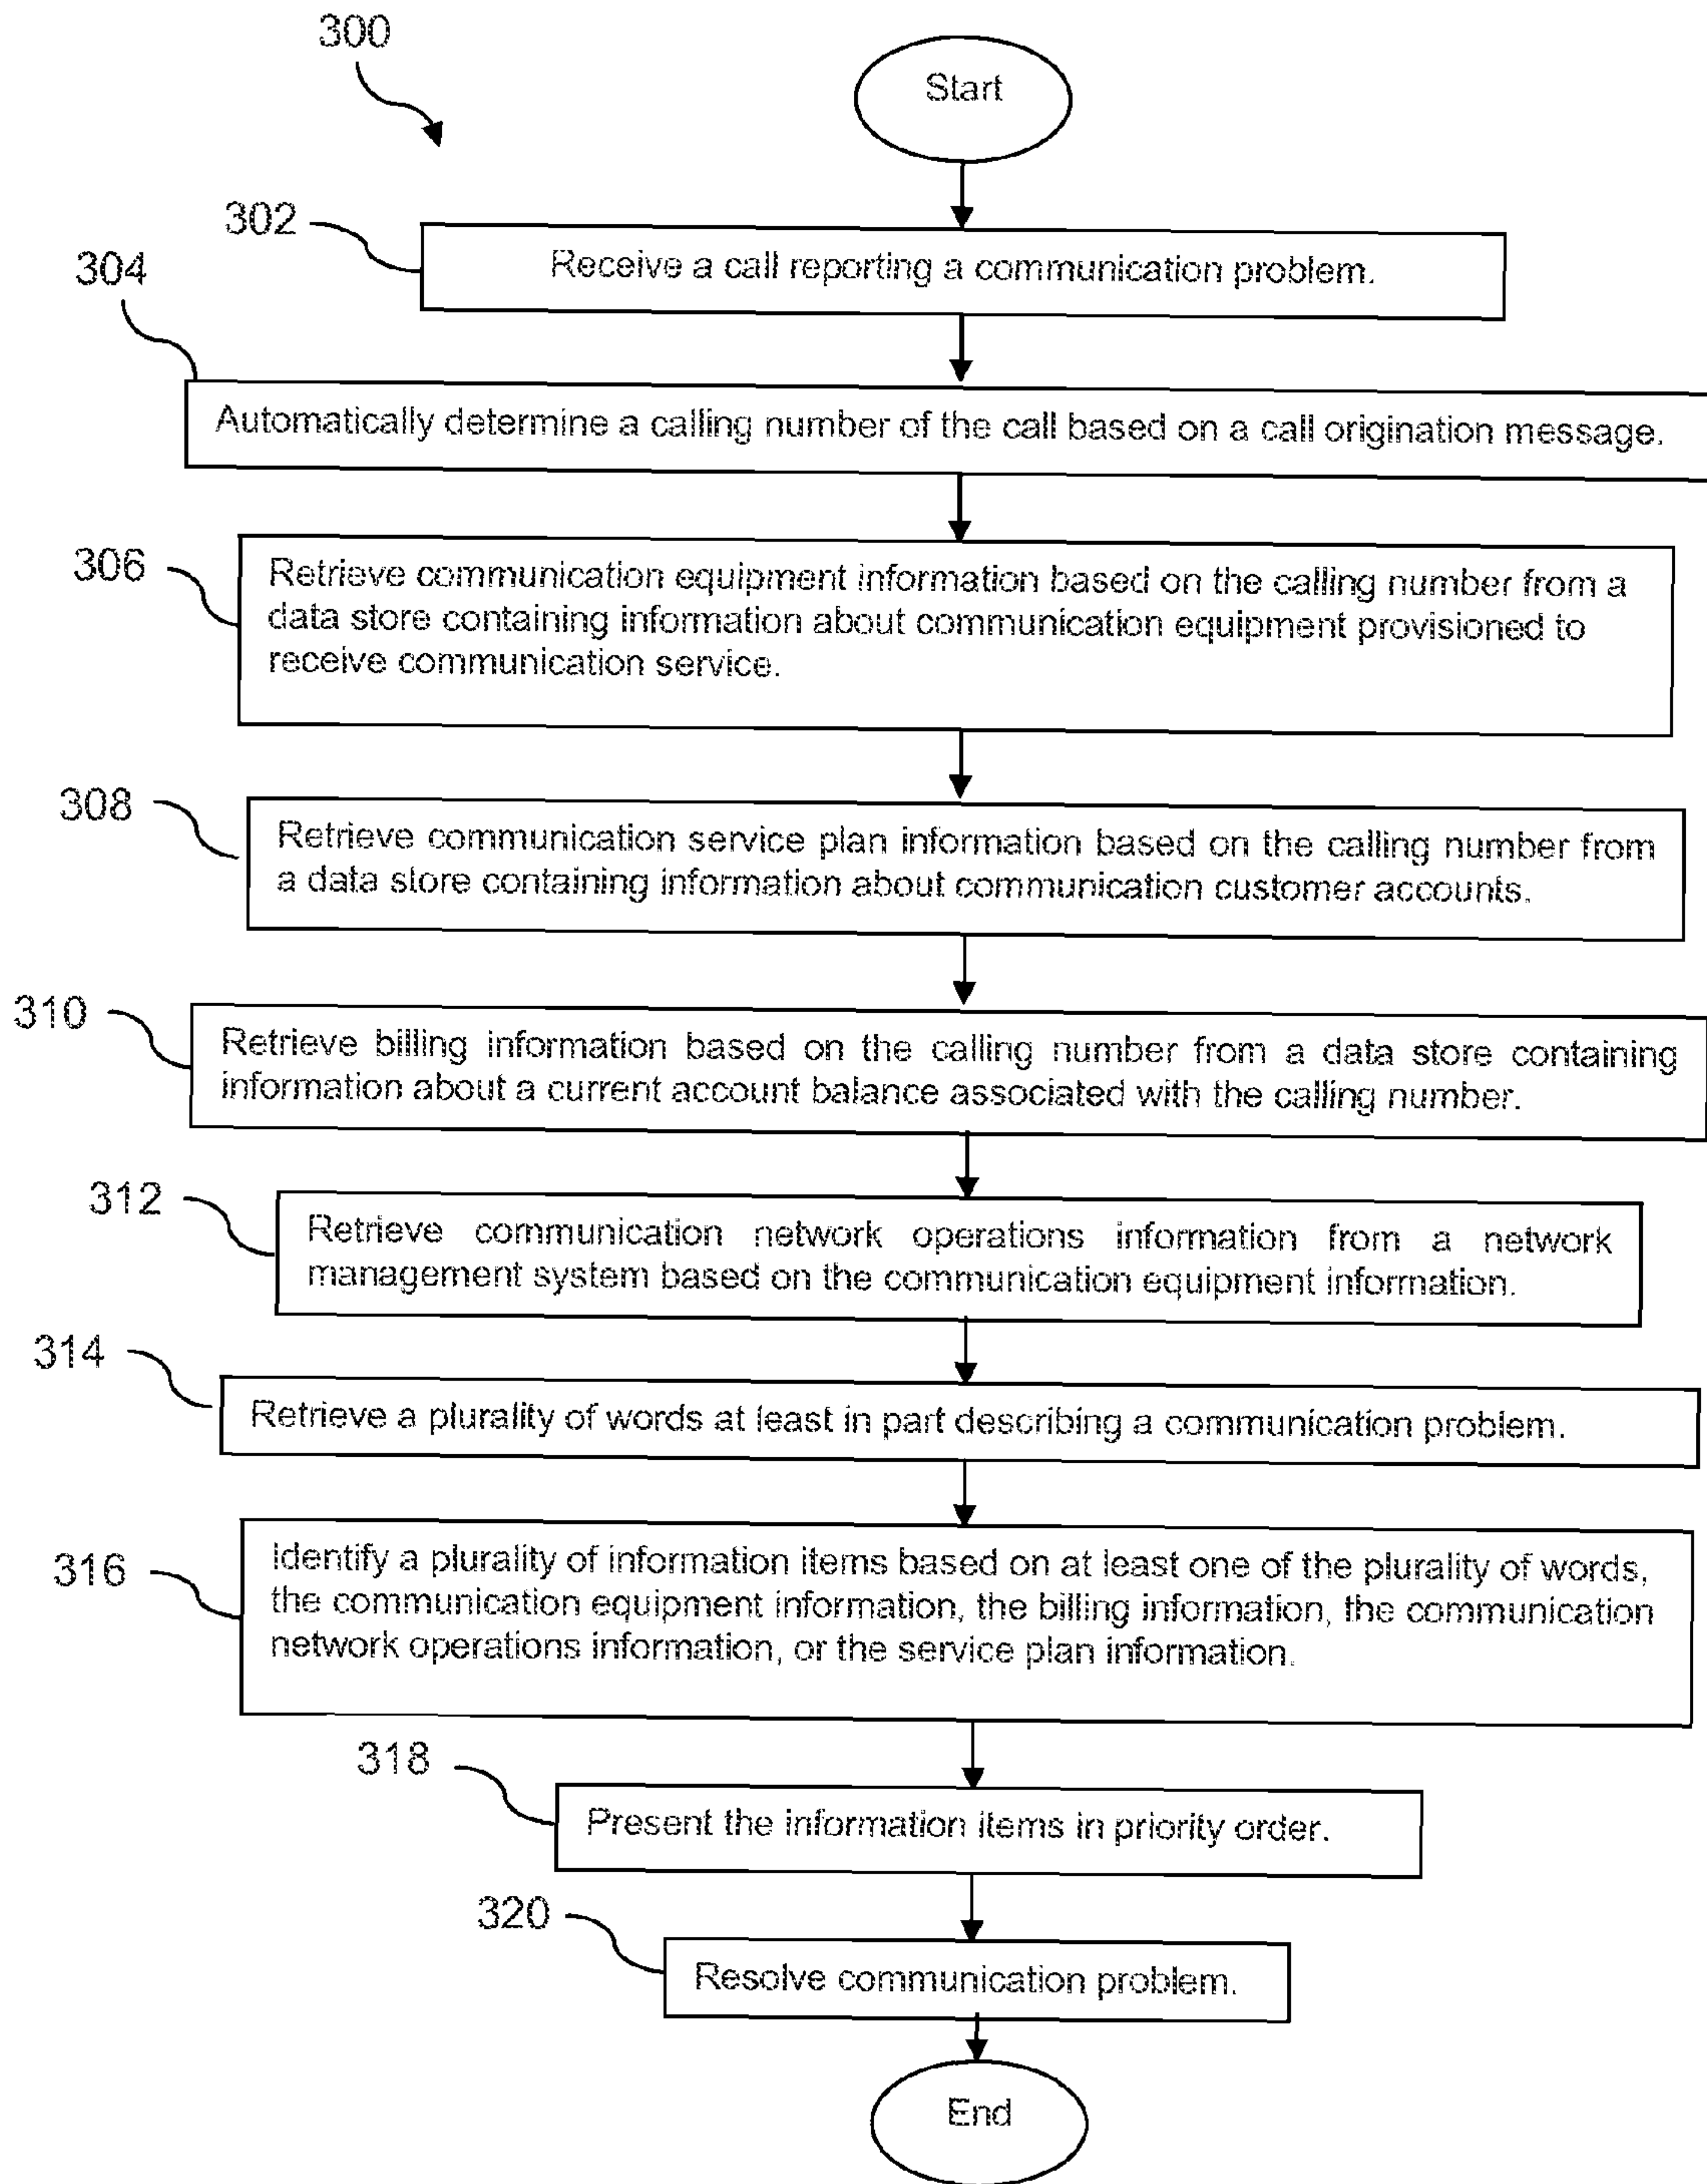 300
Start
302
Receive a call reporting a communication problem.
304
Automatically determine a calling number of the call based on a call origination message.
306
Retrieve communication equipment information based on the calling number from a
data store containing information about communication equipment provisioned to
receive communication service.
308
Retrieve communication service plan information based on the calling number from
a data store containing information about communication customer accounts.
310
Retrieve billing information based on the calling number from a data store containing
information about a current account balance associated with the calling number.
312
Retrieve communication network operations information from a network
management system based on the communication equipment information.
314
Retrieve a plurality of words at least in part describing a communication problem.
316
Identify a plurality of information items based on at least one of the plurality of words,
the communication equipment information, the billing information, the communication
network operations information, or the service plan information.
318
Present the information items in priority order.
320
Resolve communication problem.
End